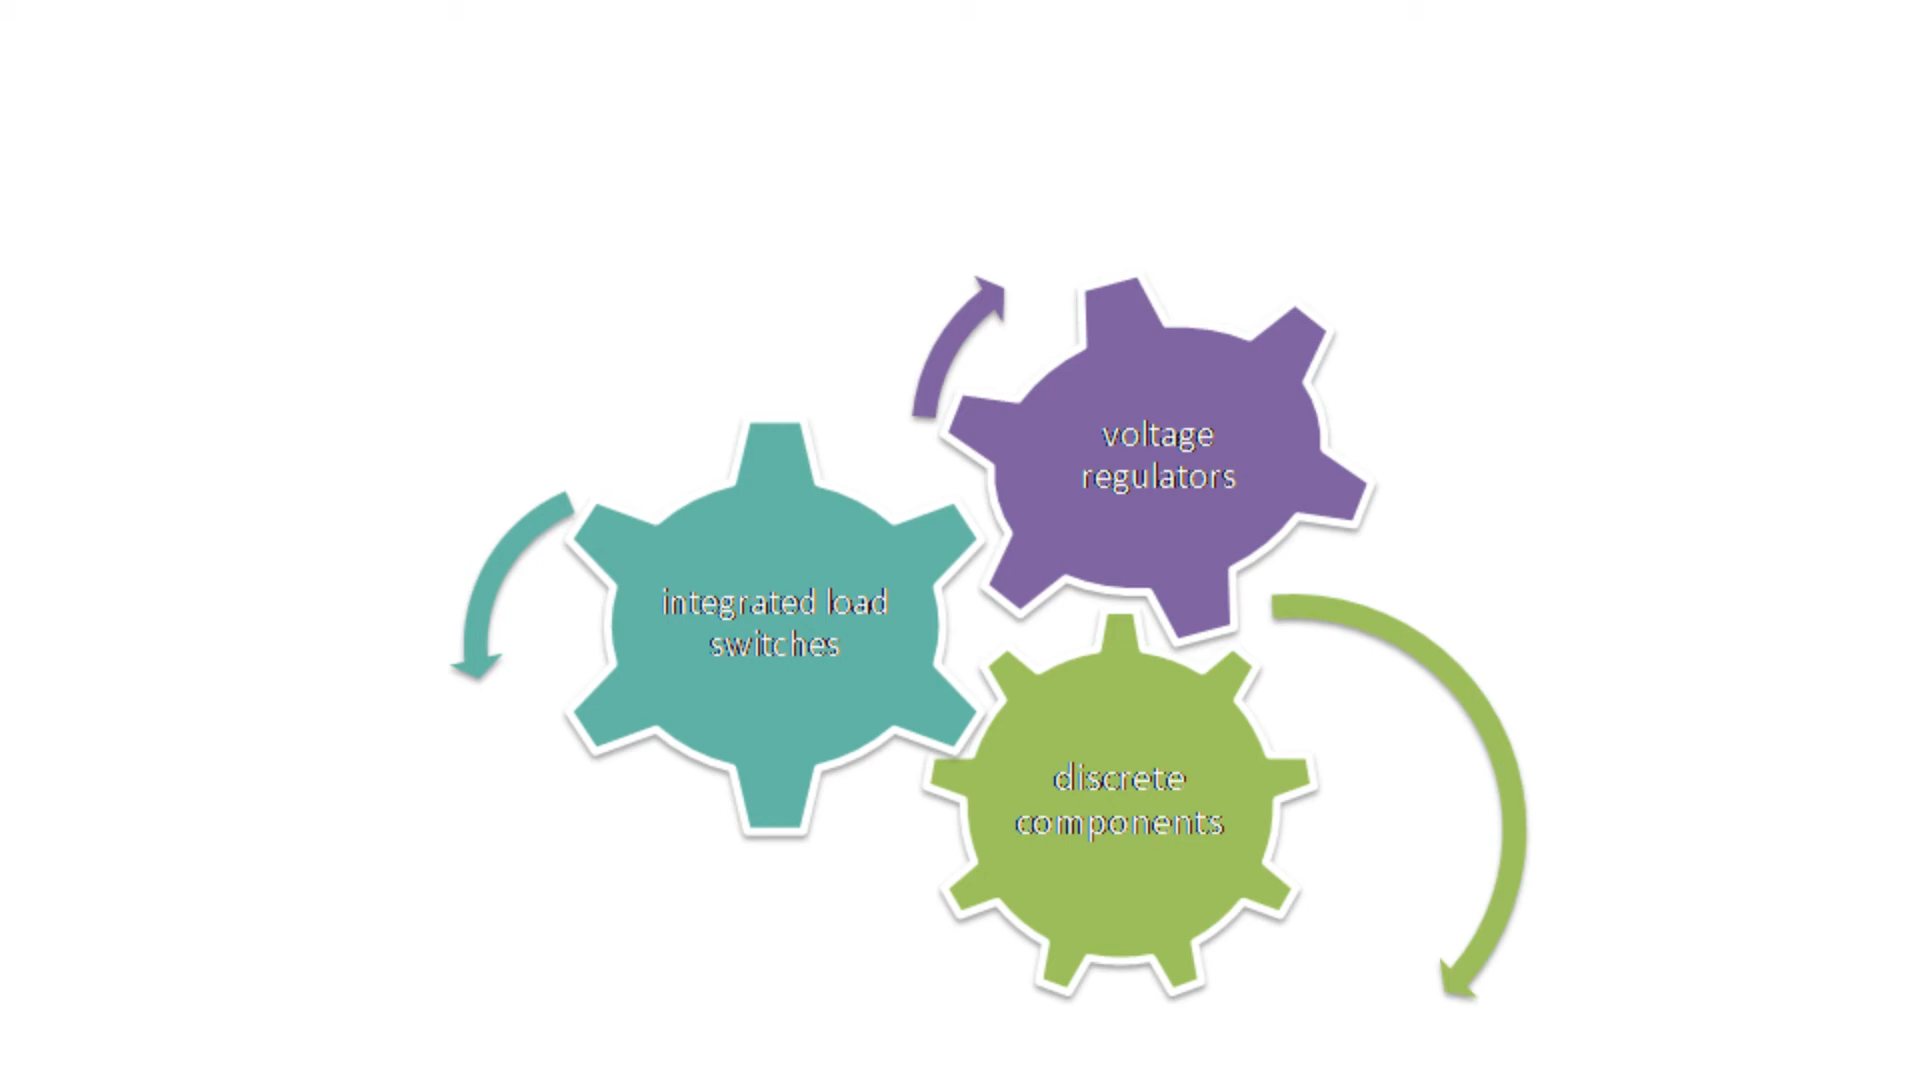 voltage
regulators
integrated load
switches
discrete
components